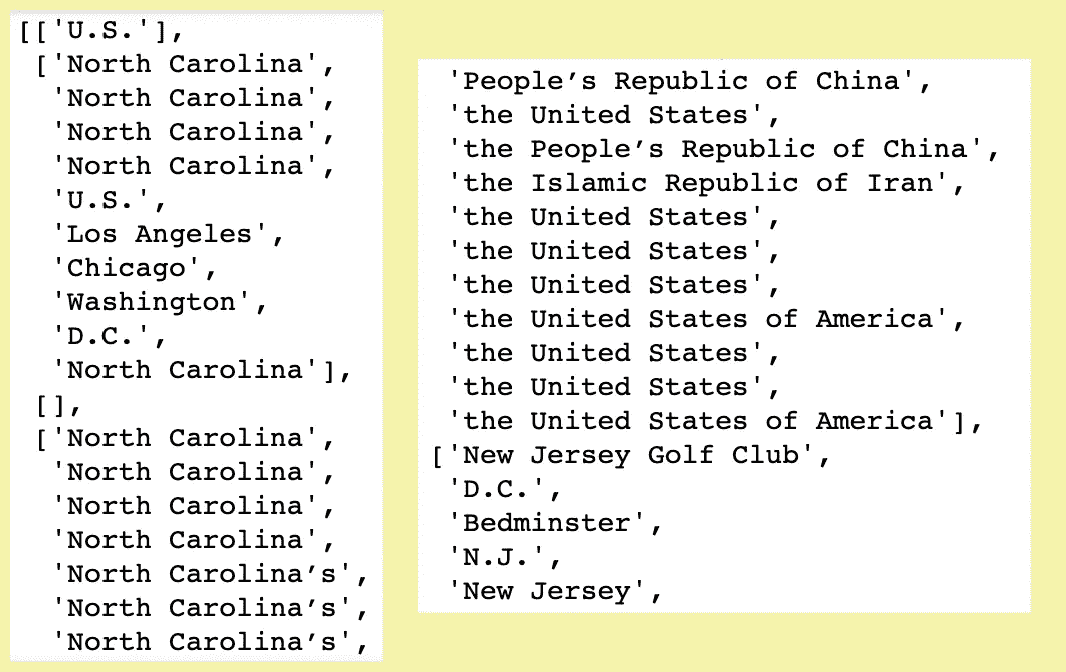 [['U.S.'],
['North Carolina',
'North Carolina',
'North Carolina',
'North Carolina',
'U.S.',
'Los Angeles',
'Chicago',
'Washington',
'D.C.',
'North Carolina'],
[],
['North Carolina',
'North Carolina',
'North Carolina',
'North Carolina',
'North Carolina’s',
'North Carolina’s',
'North Carolina’s',
'People’s Republic of China',
'the United States',
'the People’s Republic of China',
'the Islamic Republic of Iran',
'the United States',
'the United States',
'the United States',
'the United States of America',
'the United States',
'the United States',
'the United States of America'],
['New Jersey Golf Club',
'D.C.',
'Bedminster',
'N.J.',
'New Jersey',